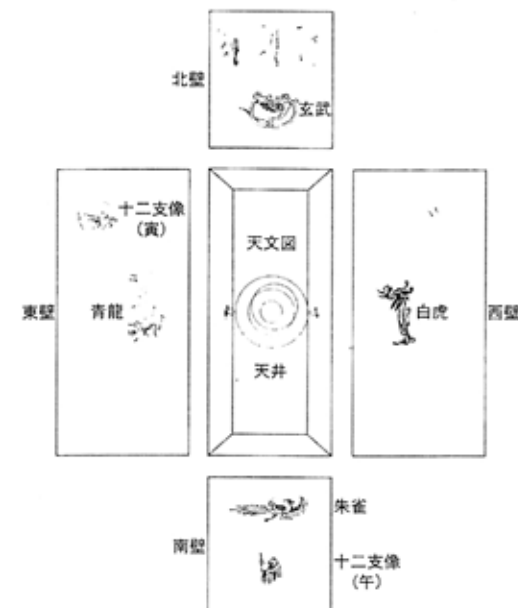 北壁
玄武
十二支像
(寅)
天文図
東壁
青龍
白虎
西壁
天井
朱雀
南壁
十二支像
(午)